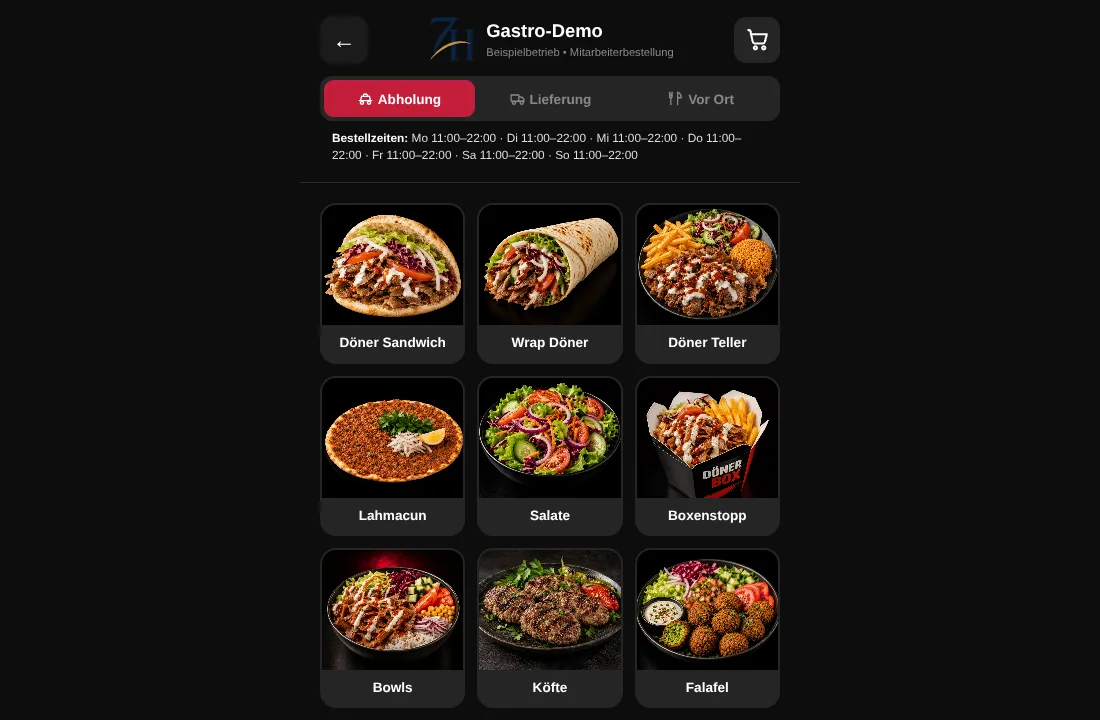 ←
ZH
Gastro-Demo
Beispielbetrieb • Mitarbeiterbestellung
Abholung
Lieferung
Vor Ort
Bestellzeiten: Mo 11:00–22:00 · Di 11:00–22:00 · Mi 11:00–22:00 · Do 11:00–
22:00 · Fr 11:00–22:00 · Sa 11:00–22:00 · So 11:00–22:00
Döner Sandwich
Wrap Döner
Döner Teller
DÖNER
BOX
Lahmacun
Salate
Boxenstopp
Bowls
Köfte
Falafel